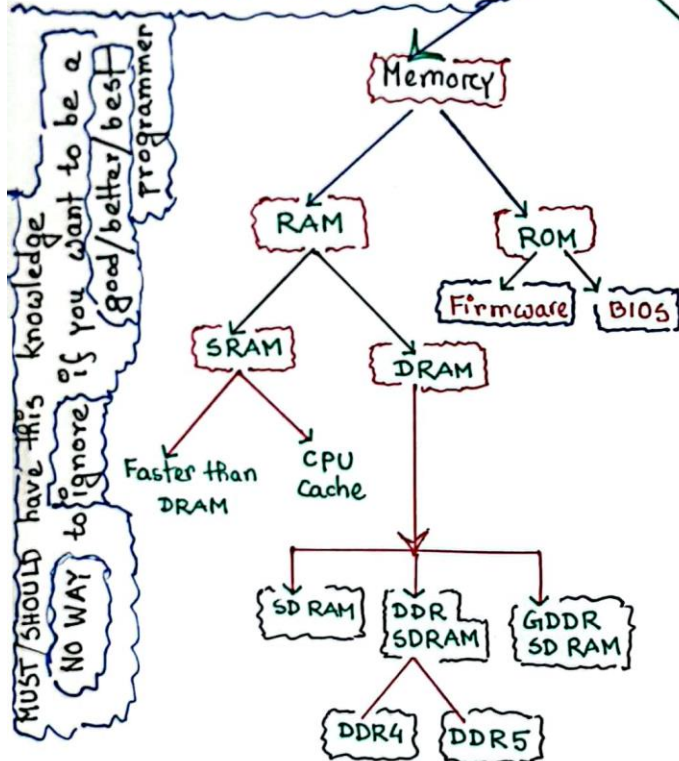 MUST/SHOULD have this knowledge
NO WAY to ignore if you want to be a
good/better/best
programmer
Memory
RAM
ROM
Firmware
BIOS
SRAM
DRAM
Faster than
DRAM
CPU
Cache
SD RAM
DDR
SDRAM
GDDR
SD RAM
DDR4
DDR5